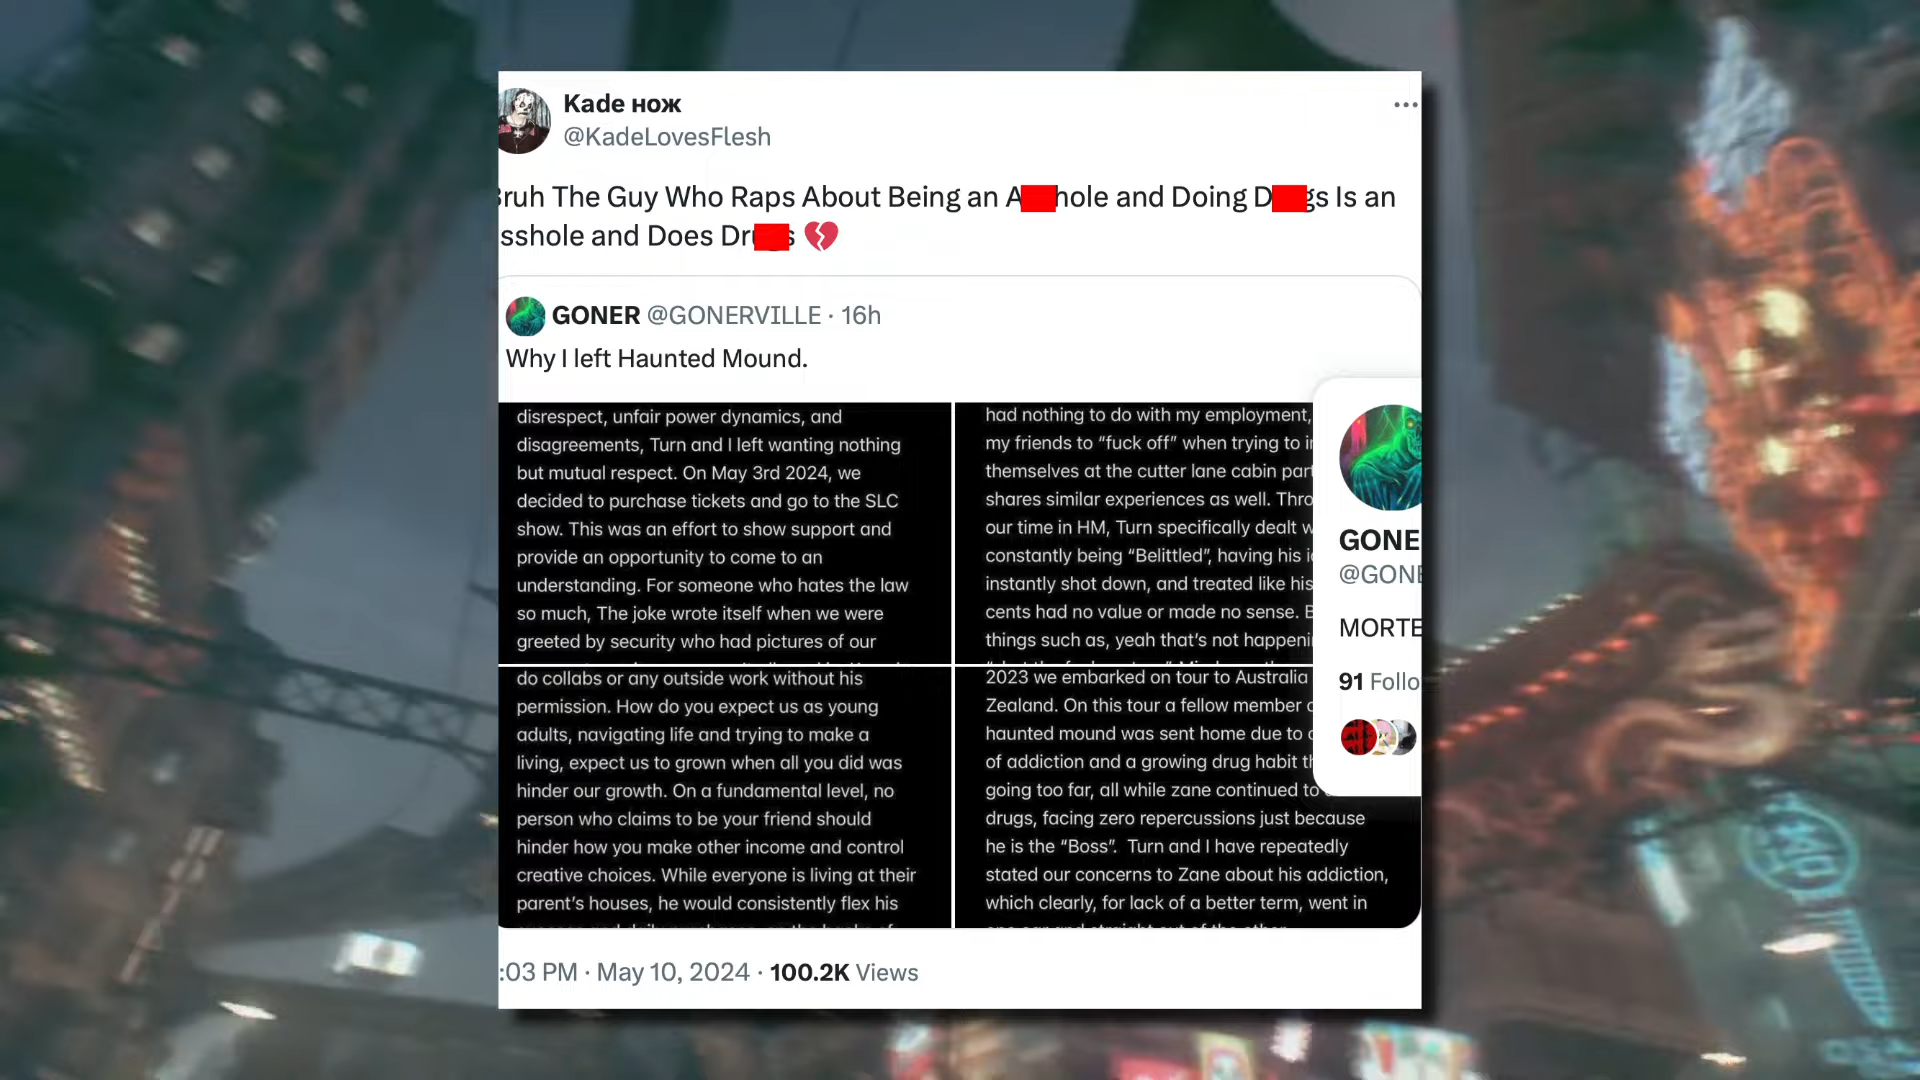 Kade нож
@KadeLovesFlesh
ruh The Guy Who Raps About Being an A hole and Doing D gs Is an
sshole and Does Dr s 💔
GONER @GONERVILLE · 16h
Why I left Haunted Mound.
disrespect, unfair power dynamics, and
disagreements, Turn and I left wanting nothing
but mutual respect. On May 3rd 2024, we
decided to purchase tickets and go to the SLC
show. This was an effort to show support and
provide an opportunity to come to an
understanding. For someone who hates the law
so much, The joke wrote itself when we were
greeted by security who had pictures of our
had nothing to do with my employment,
my friends to “fuck off” when trying to
themselves at the cutter lane cabin
shares similar experiences as well.
our time in HM, Turn specifically dealt
constantly being “Belittled”, having his
instantly shot down, and treated like his
cents had no value or made no sense.
things such as, yeah that’s not
do collabs or any outside work without his
permission. How do you expect us as young
adults, navigating life and trying to make a
living, expect us to grown when all you did was
hinder our growth. On a fundamental level, no
person who claims to be your friend should
hinder how you make other income and control
creative choices. While everyone is living at their
parent’s houses, he would consistently flex his
2023 we embarked on tour to Australia
Zealand. On this tour a fellow member
haunted mound was sent home due to
of addiction and a growing drug habit
going too far, all while zane continued to
drugs, facing zero repercussions just because
he is the “Boss”. Turn and I have repeatedly
stated our concerns to Zane about his addiction,
which clearly, for lack of a better term, went in
GONE
@GONE
MORTE
91 Follo
:03 PM · May 10, 2024 · 100.2K Views